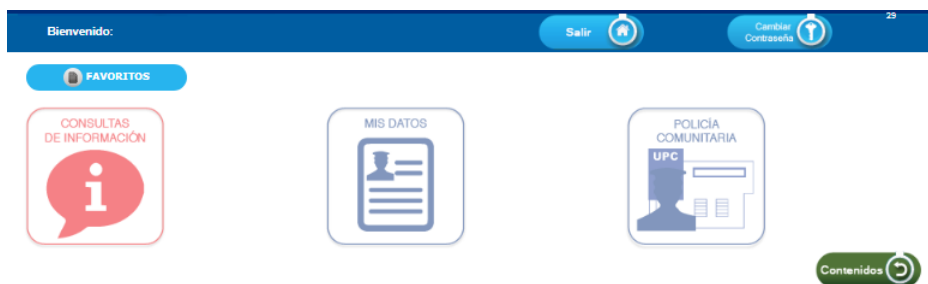 Bienvenido:
Salir
Cambiar
Contraseña
29
FAVORITOS
CONSULTAS
DE INFORMACIÓN
MIS DATOS
POLICÍA
COMUNITARIA
UPC
Contenidos